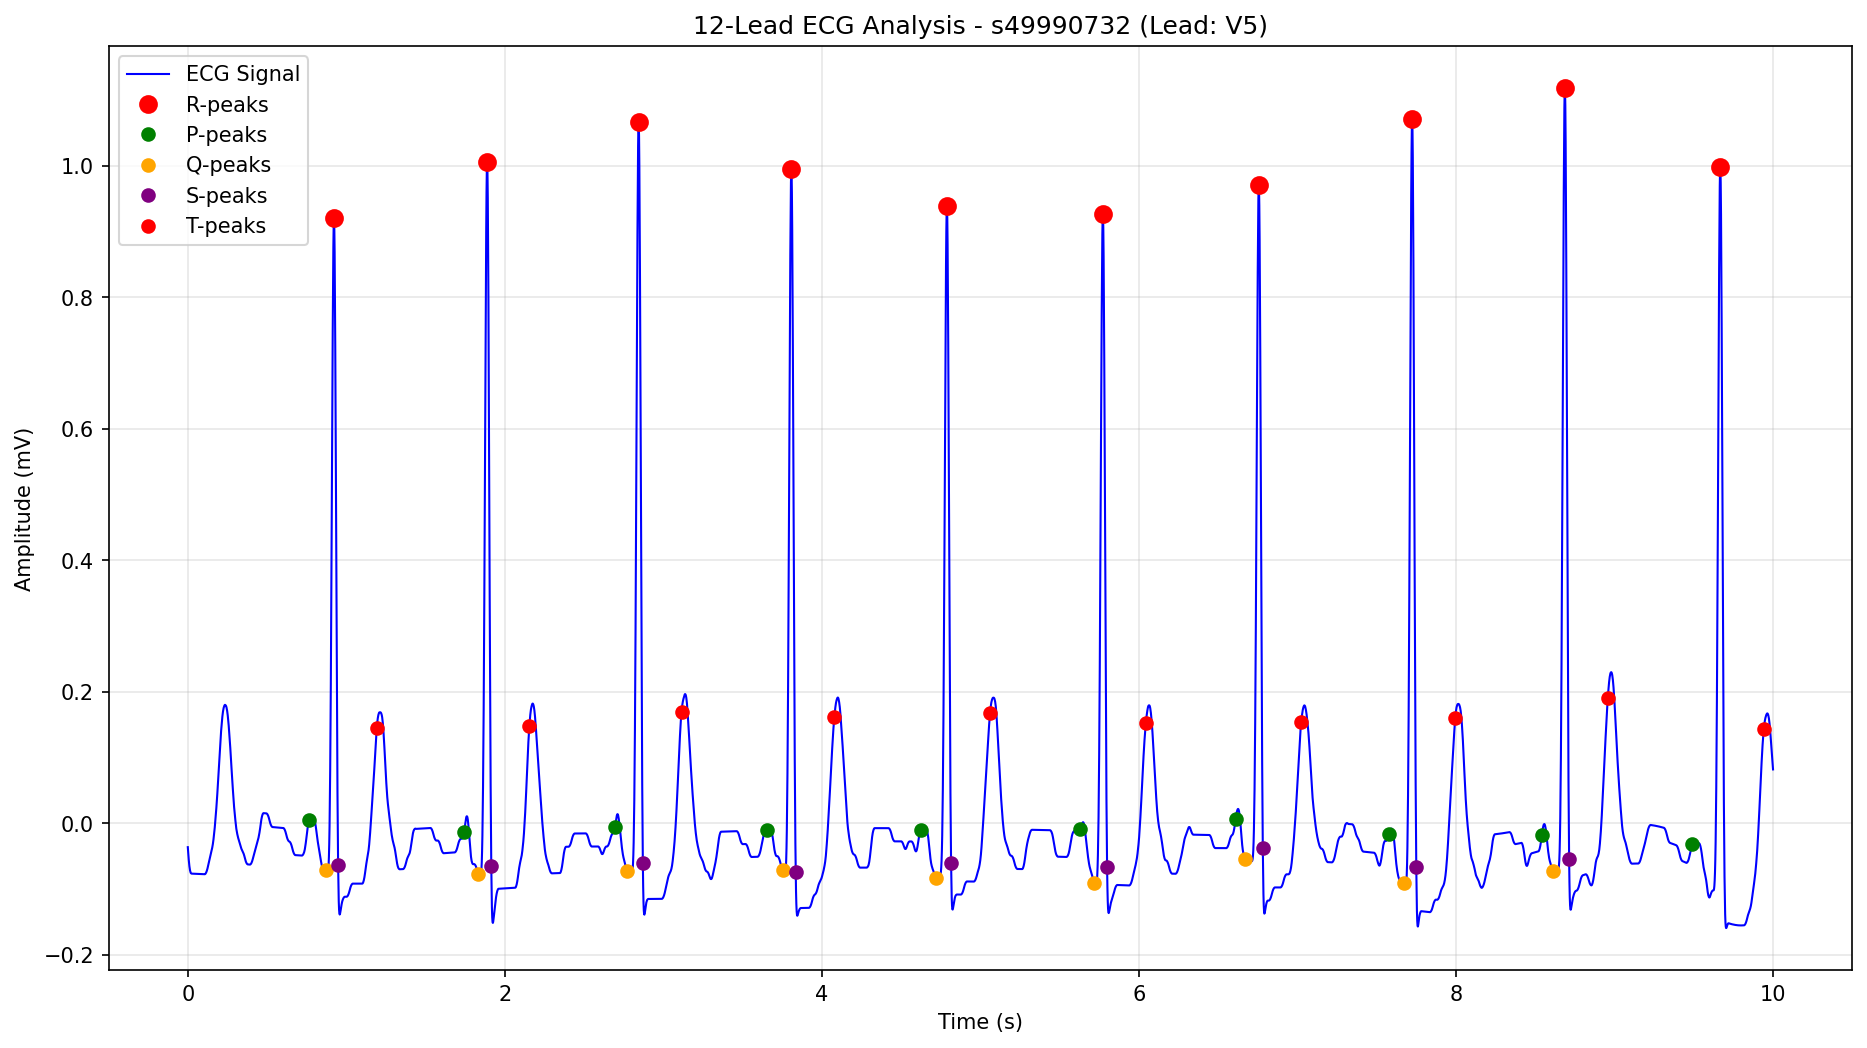 12-Lead ECG Analysis - s49990732 (Lead: V5)
ECG Signal
R-peaks
P-peaks
Q-peaks
S-peaks
T-peaks
Amplitude (mV)
1.0
0.8
0.6
0.4
0.2
0.0
−0.2
0 2 4 6 8 10
Time (s)